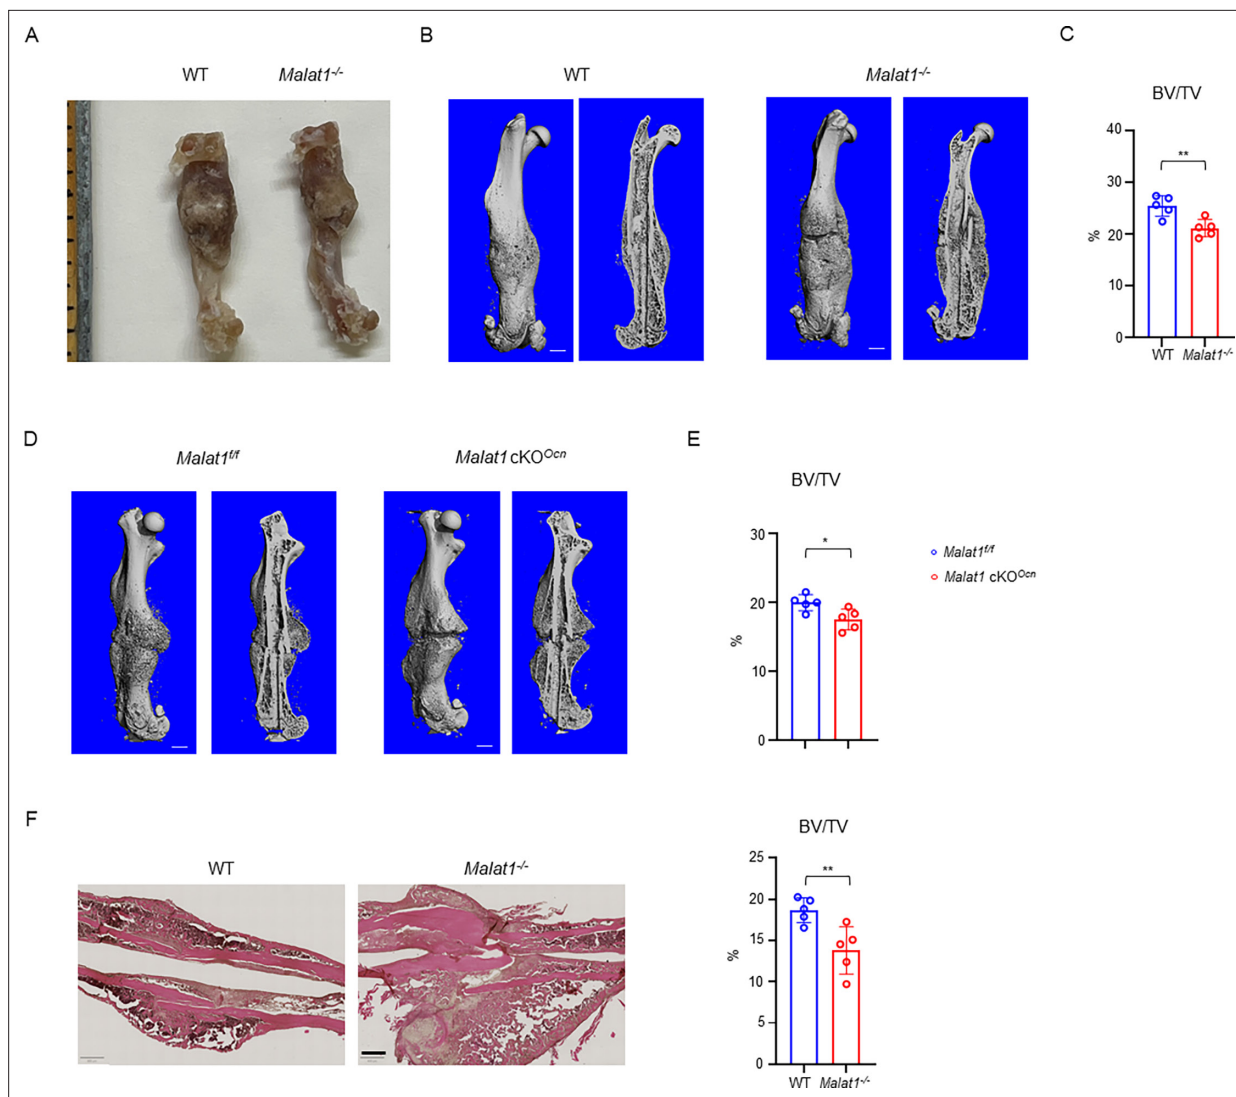 A
WT Malat1-/-
B
WT Malat1-/-
C
BV/TV
40
30
20
10
0
%
**
WT Malat1-/-
D
Malat1f/f Malat1 cKOOcn
E
BV/TV
30
20
10
0
%
*
Malat1f/f
Malat1 cKOOcn
F
WT Malat1-/-
BV/TV
25
20
15
10
5
0
%
**
WT Malat1-/-